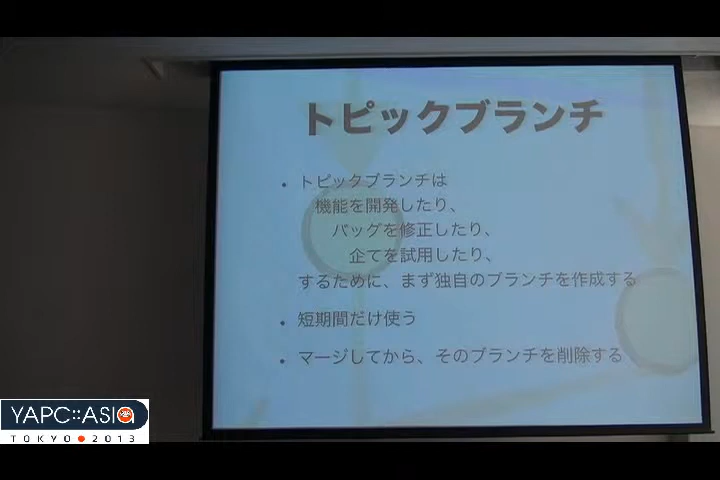 トピックブランチ
• トピックブランチは
機能を開発したり、
バッグを修正したり、
企てを試用したり、
するために、まず独自のブランチを作成する
• 短期間だけ使う
• マージしてから、そのブランチを削除する
YAPC::ASIA
TOKYO 2013